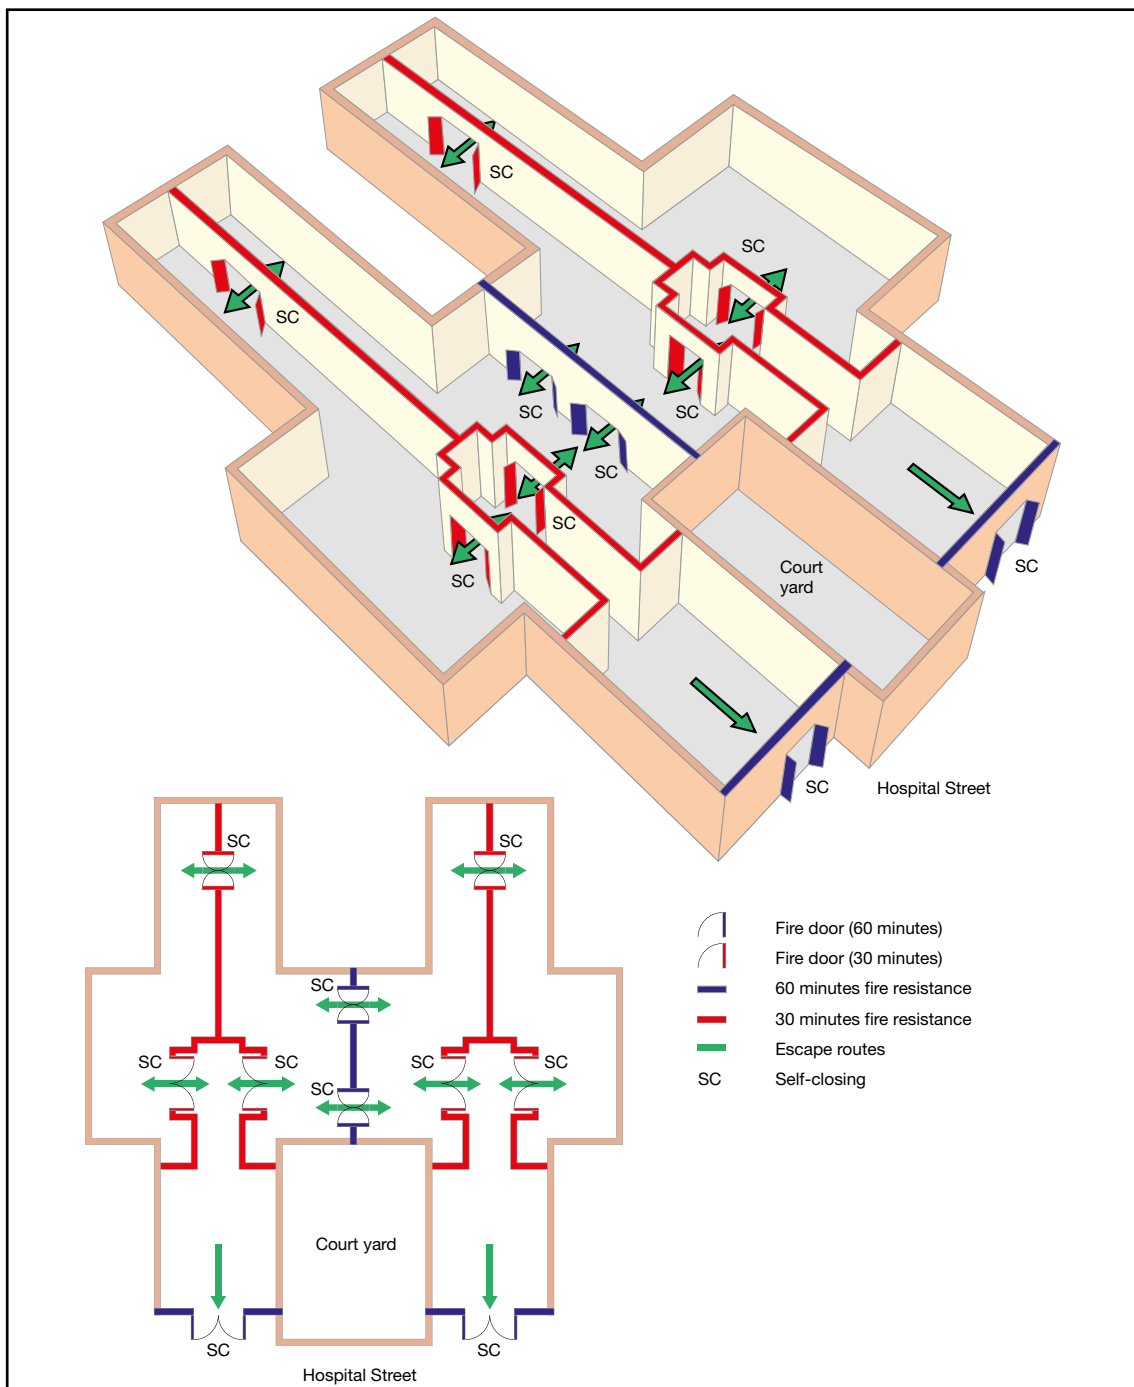 SC
SC
SC
SC
SC
SC
SC
SC
SC
Court
yard
SC
SC
Hospital Street
SC
SC
SC
SC
SC
SC
SC
Court yard
SC
SC
Hospital Street
Fire door (60 minutes)
Fire door (30 minutes)
60 minutes fire resistance
30 minutes fire resistance
Escape routes
SC Self-closing